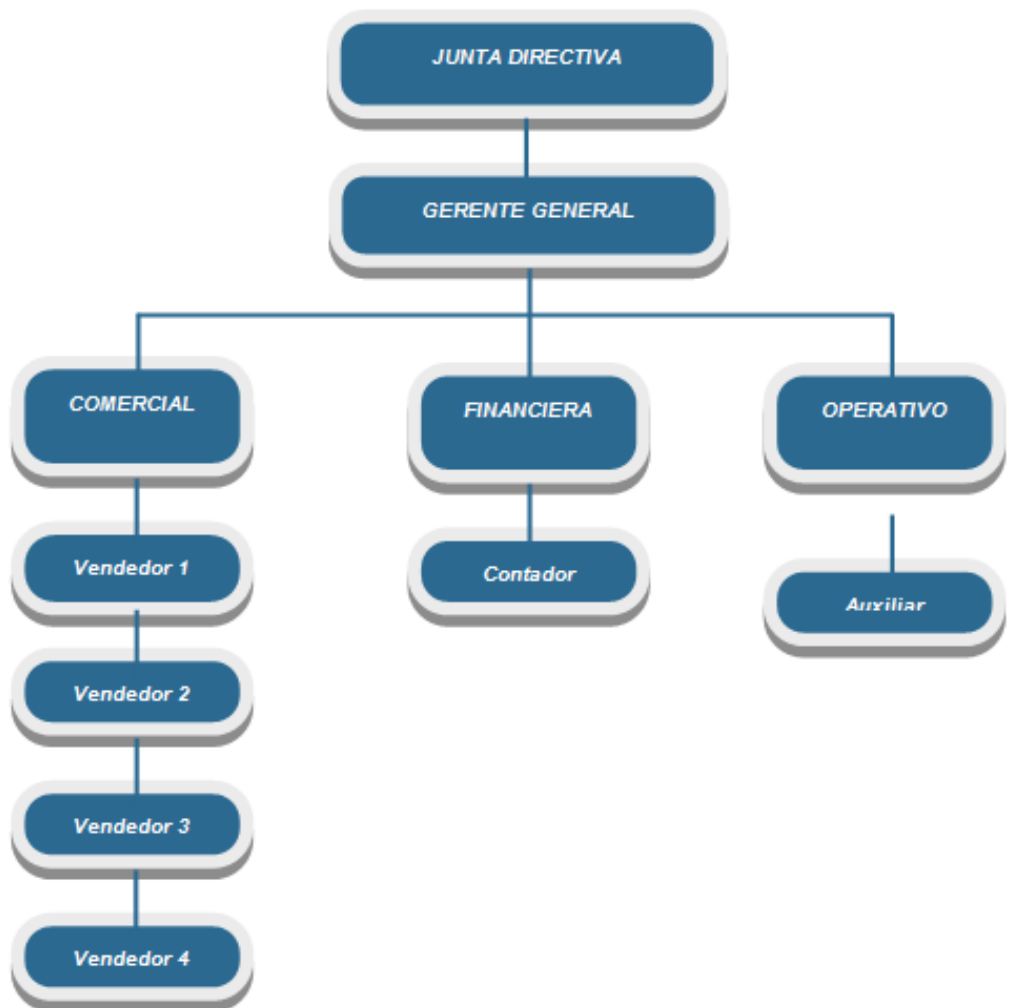 JUNTA DIRECTIVA
GERENTE GENERAL
COMERCIAL
FINANCIERA
OPERATIVO
Vendedor 1
Contador
Auxiliar
Vendedor 2
Vendedor 3
Vendedor 4